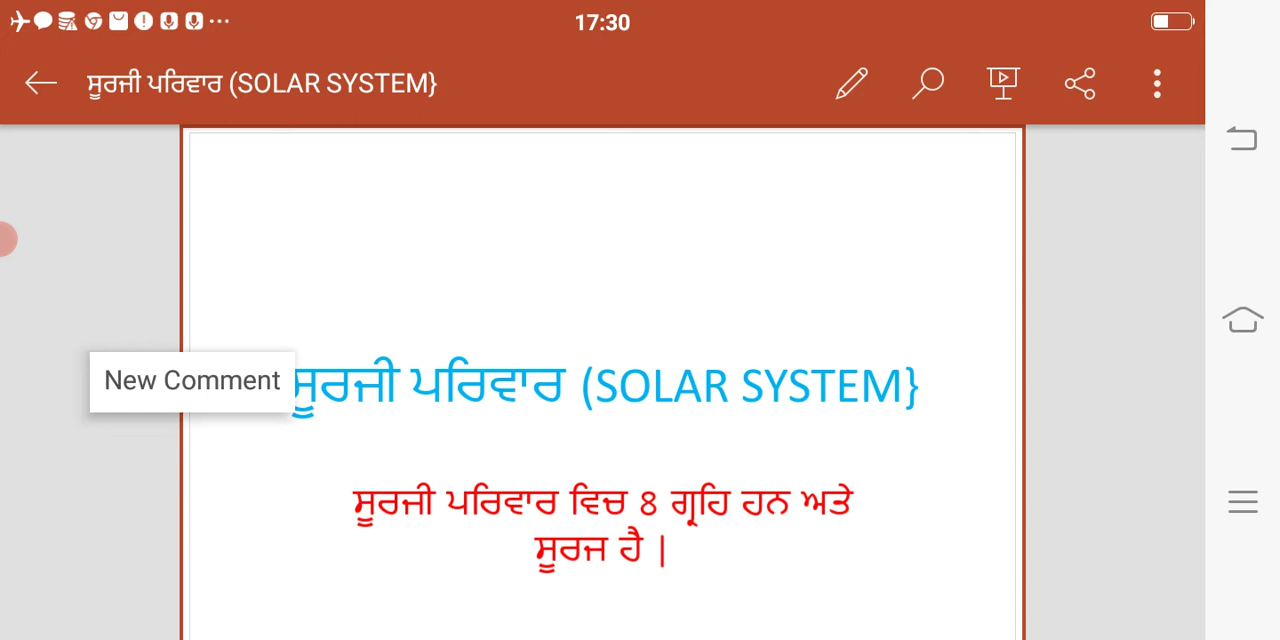 17:30
ਸੂਰਜੀ ਪਰਿਵਾਰ (SOLAR SYSTEM}
New Comment
ਸੂਰਜੀ ਪਰਿਵਾਰ (SOLAR SYSTEM}
ਸੂਰਜੀ ਪਰਿਵਾਰ ਵਿਚ 8 ਗ੍ਰਹਿ ਹਨ ਅਤੇ
ਸੂਰਜ ਹੈ |